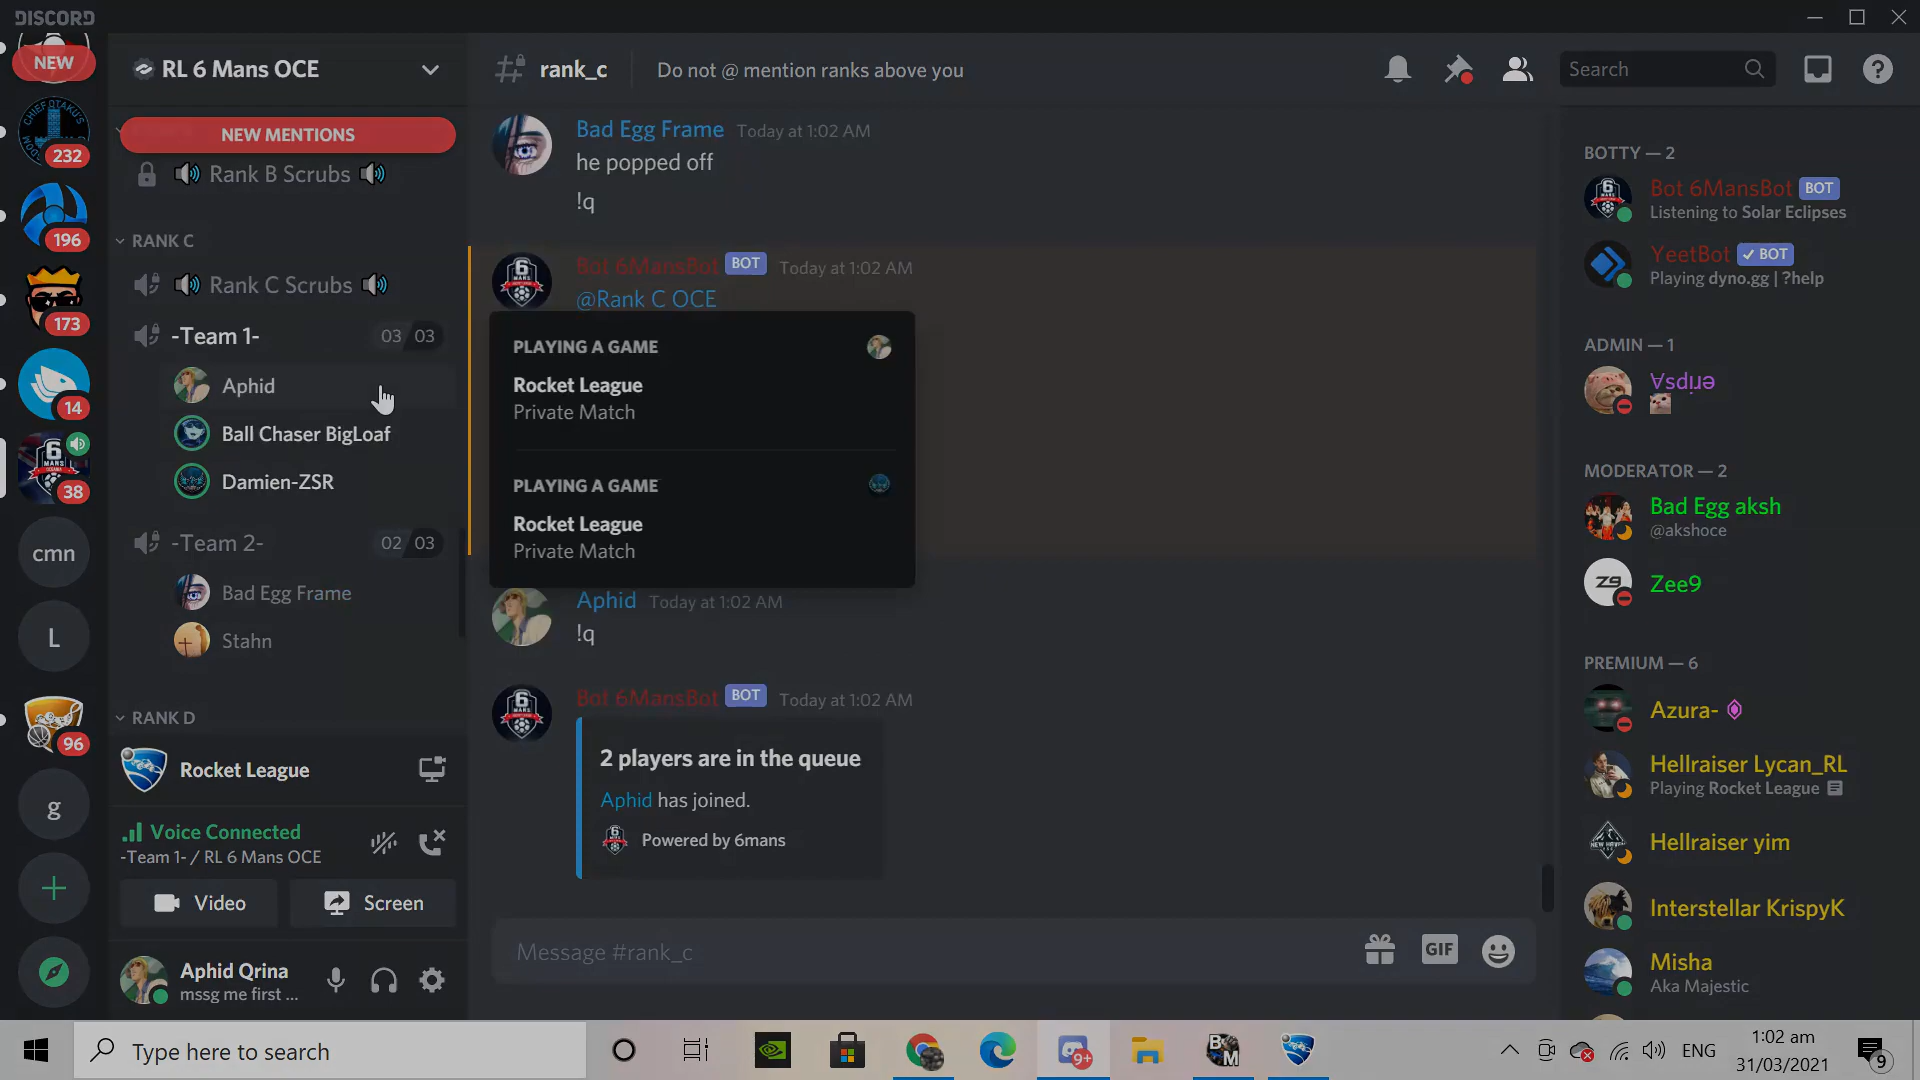 DISCORD
NEW
232
196
173
14
38
cmn
L
96
g
RL 6 Mans OCE
NEW MENTIONS
Rank B Scrubs
RANK C
Rank C Scrubs
-Team 1-
03 03
Aphid
Ball Chaser BigLoaf
Damien-ZSR
-Team 2-
02 03
Bad Egg Frame
Stahn
RANK D
Rocket League
Voice Connected
-Team 1- / RL 6 Mans OCE
Video
Screen
Aphid Qrina
mssg me first ...
rank_c
Do not @ mention ranks above you
Search
Bad Egg Frame Today at 1:02 AM
he popped off
!q
Bot 6MansBot BOT Today at 1:02 AM
@Rank C OCE
PLAYING A GAME
Rocket League
Private Match
PLAYING A GAME
Rocket League
Private Match
Aphid Today at 1:02 AM
!q
Bot 6MansBot BOT Today at 1:02 AM
2 players are in the queue
Aphid has joined.
Powered by 6mans
Message #rank_c
GIF
BOTTY — 2
Bot 6MansBot BOT
Listening to Solar Eclipses
YeetBot BOT
Playing dyno.gg | ?help
ADMIN — 1
MODERATOR — 2
Bad Egg aksh
@akshoce
Zee9
PREMIUM — 6
Azura-
Hellraiser Lycan_RL
Playing Rocket League
Hellraiser yim
Interstellar KrispyK
Misha
Aka Majestic
Type here to search
9+
ENG
1:02 am
31/03/2021
9